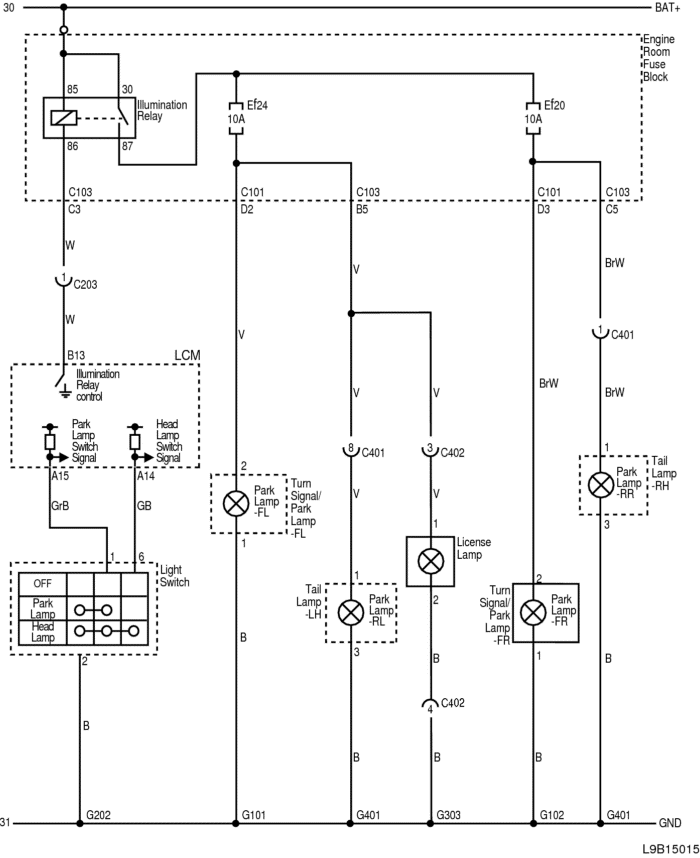 30
BAT+
Engine
Room
Fuse
Block
85
30
Illumination
Relay
86
87
Ef24
10A
Ef20
10A
C103
C3
C101
D2
C103
B5
C101
D3
C103
C5
W
1
C203
W
B13
LCM
Illumination
Relay
control
Park
Lamp
Switch
Signal
Head
Lamp
Switch
Signal
A15
A14
GrB
GB
1
6
Light
Switch
OFF
Park
Lamp
Head
Lamp
2
B
V
2
Park
Lamp
-FL
Turn
Signal/
Park
Lamp
-FL
1
B
V
V
8
C401
V
1
Tail
Lamp
-LH
Park
Lamp
-RL
3
B
V
3
C402
V
1
License
Lamp
2
B
C402
4
B
BrW
2
Turn
Signal/
Park
Lamp
-FR
Park
Lamp
-FR
1
B
BrW
1
C401
BrW
1
Park
Lamp
-RR
Tail
Lamp
-RH
3
B
31
G202
G101
G401
G303
G102
G401
GND
L9B15015